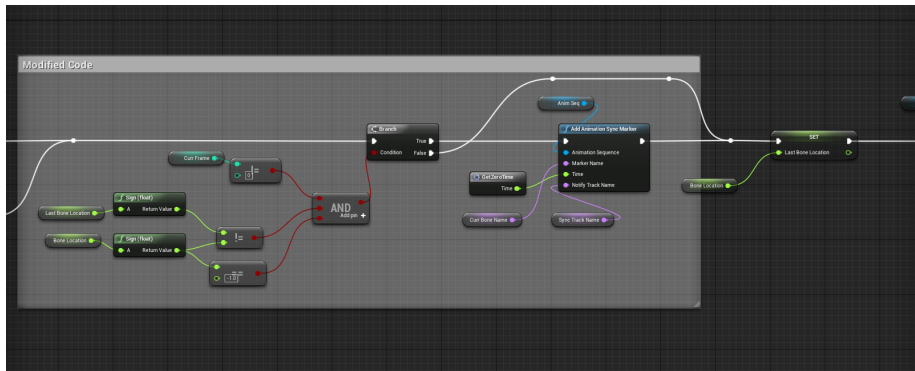 Modified Code
Anim Seq
Branch
True
Condition
False
Add Animation Sync Marker
Animation Sequence
Marker Name
Time
Notify Track Name
SET
Last Bone Location
Curr Frame
!=
0
GetZeroTime
Time
Bone Location
Sign (float)
A
Return Value
Last Bone Location
AND
Add pin +
Curr Bone Name
Sync Track Name
Sign (float)
A
Return Value
Bone Location
!=
==
-1.0